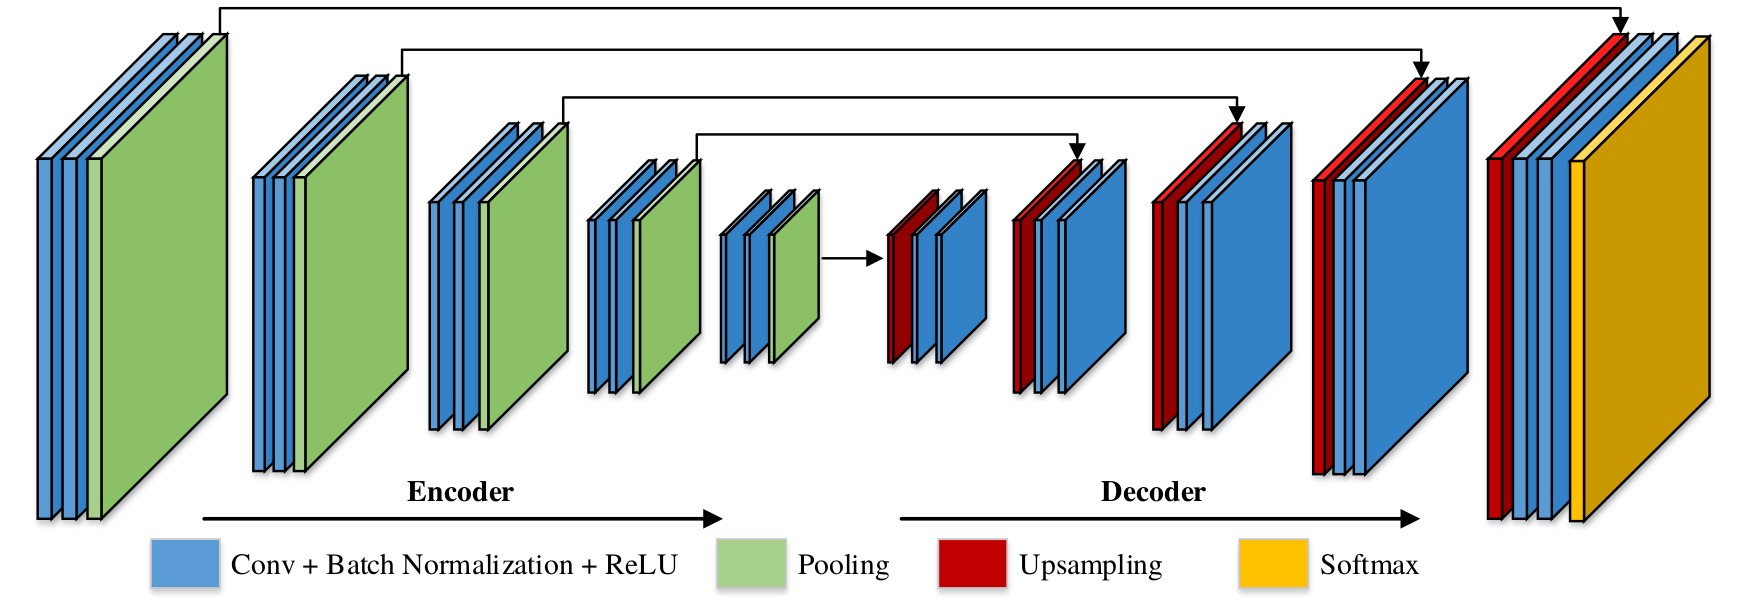 Encoder
Decoder
Conv + Batch Normalization + ReLU
Pooling
Upsampling
Softmax